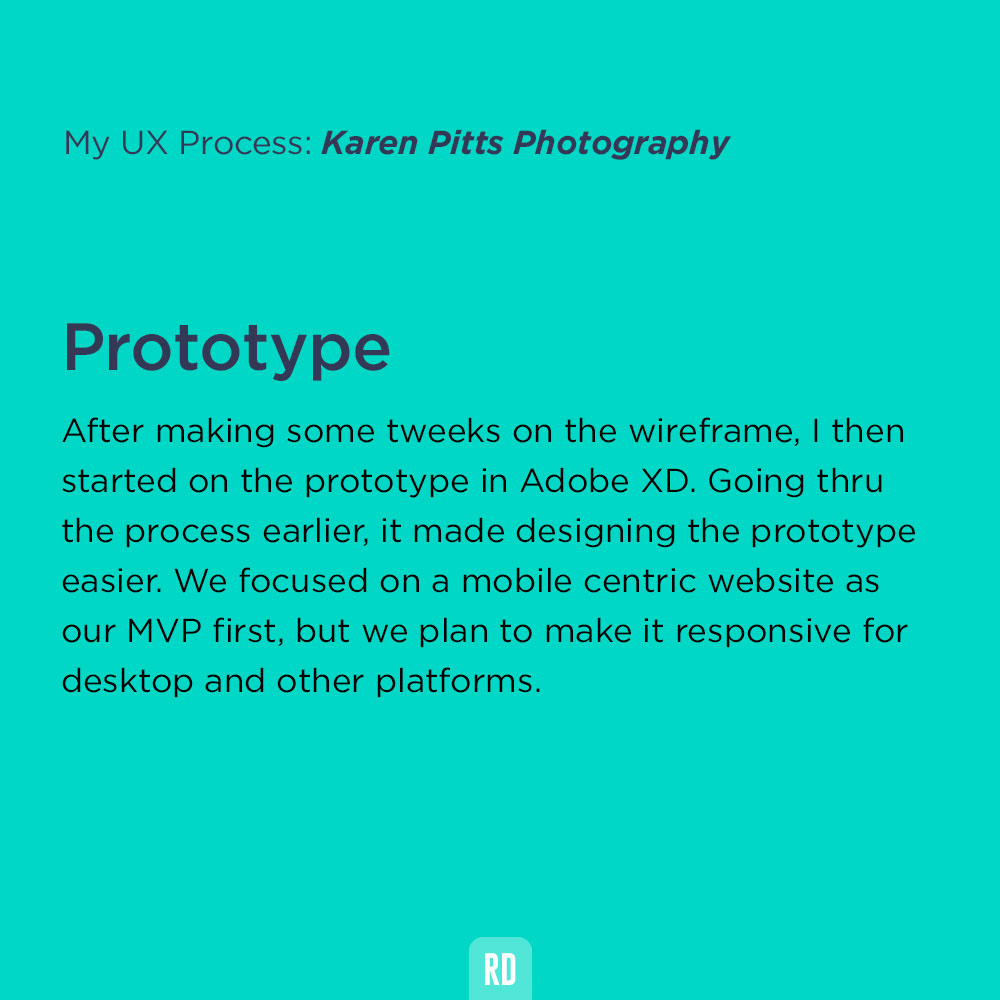 My UX Process: Karen Pitts Photography
Prototype
After making some tweeks on the wireframe, I then
started on the prototype in Adobe XD. Going thru
the process earlier, it made designing the prototype
easier. We focused on a mobile centric website as
our MVP first, but we plan to make it responsive for
desktop and other platforms.
RD